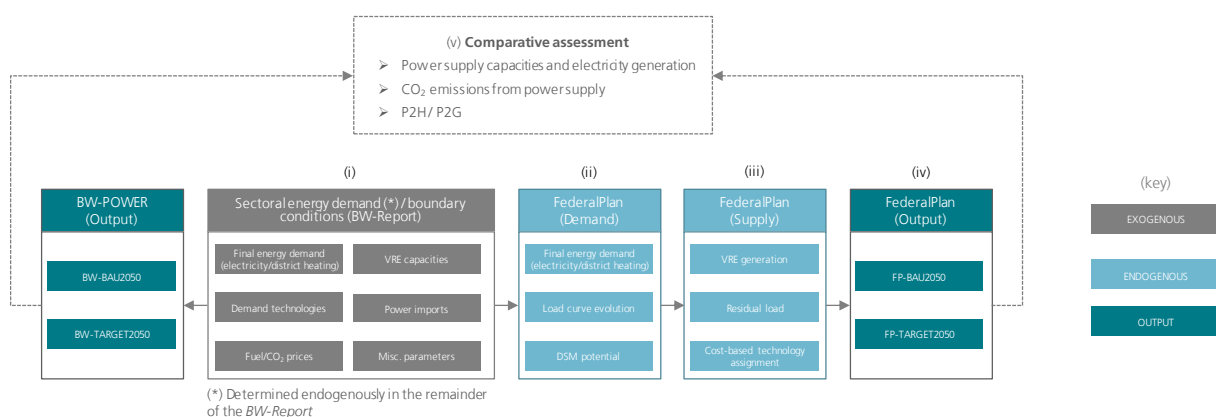 (v) Comparative assessment
➢ Power supply capacities and electricity generation
➢ CO₂ emissions from power supply
➢ P2H / P2G
(i)
(ii)
(iii)
(iv)
(key)
BW-POWER
(Output)
BW-BAU2050
BW-TARGET2050
Sectoral energy demand (*) / boundary
conditions (BW-Report)
Final energy demand
(electricity/district heating)
VRE capacities
Demand technologies
Power imports
Fuel/CO₂ prices
Misc. parameters
(*) Determined endogenously in the remainder
of the BW-Report
FederalPlan
(Demand)
Final energy demand
(electricity/district heating)
Load curve evolution
DSM potential
FederalPlan
(Supply)
VRE generation
Residual load
Cost-based technology
assignment
FederalPlan
(Output)
FP-BAU2050
FP-TARGET2050
EXOGENOUS
ENDOGENOUS
OUTPUT